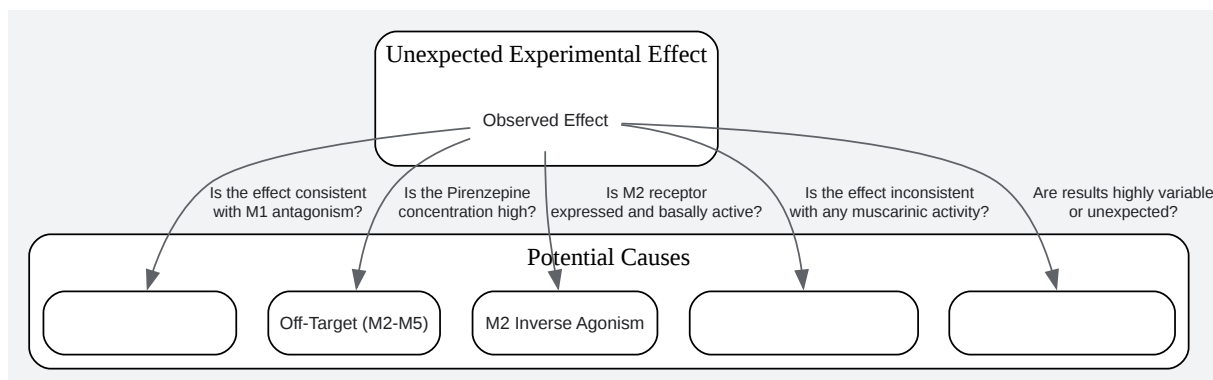 Unexpected Experimental Effect
Observed Effect
Is the effect consistent
with M1 antagonism?
Is the Pirenzepine
concentration high?
Is M2 receptor
expressed and basally active?
Is the effect inconsistent
with any muscarinic activity?
Are results highly variable
or unexpected?
Potential Causes
Off-Target (M2-M5)
M2 Inverse Agonism